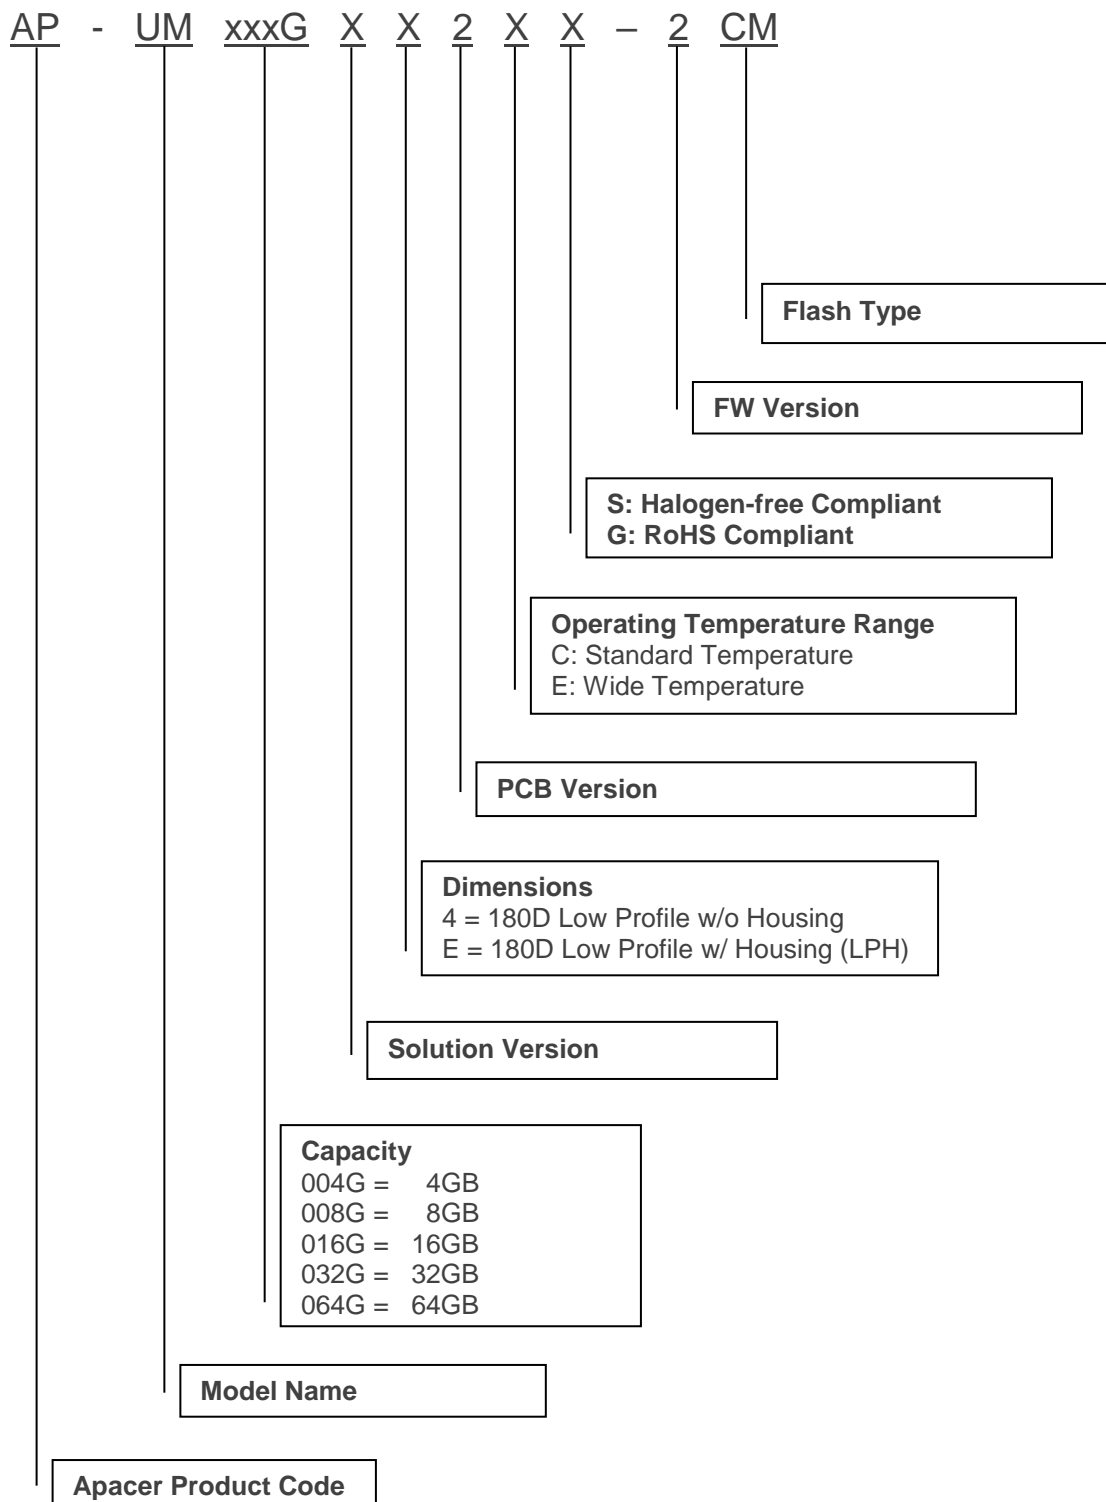 AP - UM xxxG X X 2 X X – 2 CM
Flash Type
FW Version
S: Halogen-free Compliant
G: RoHS Compliant
Operating Temperature Range
C: Standard Temperature
E: Wide Temperature
PCB Version
Dimensions
4 = 180D Low Profile w/o Housing
E = 180D Low Profile w/ Housing (LPH)
Solution Version
Capacity
004G = 4GB
008G = 8GB
016G = 16GB
032G = 32GB
064G = 64GB
Model Name
Apacer Product Code